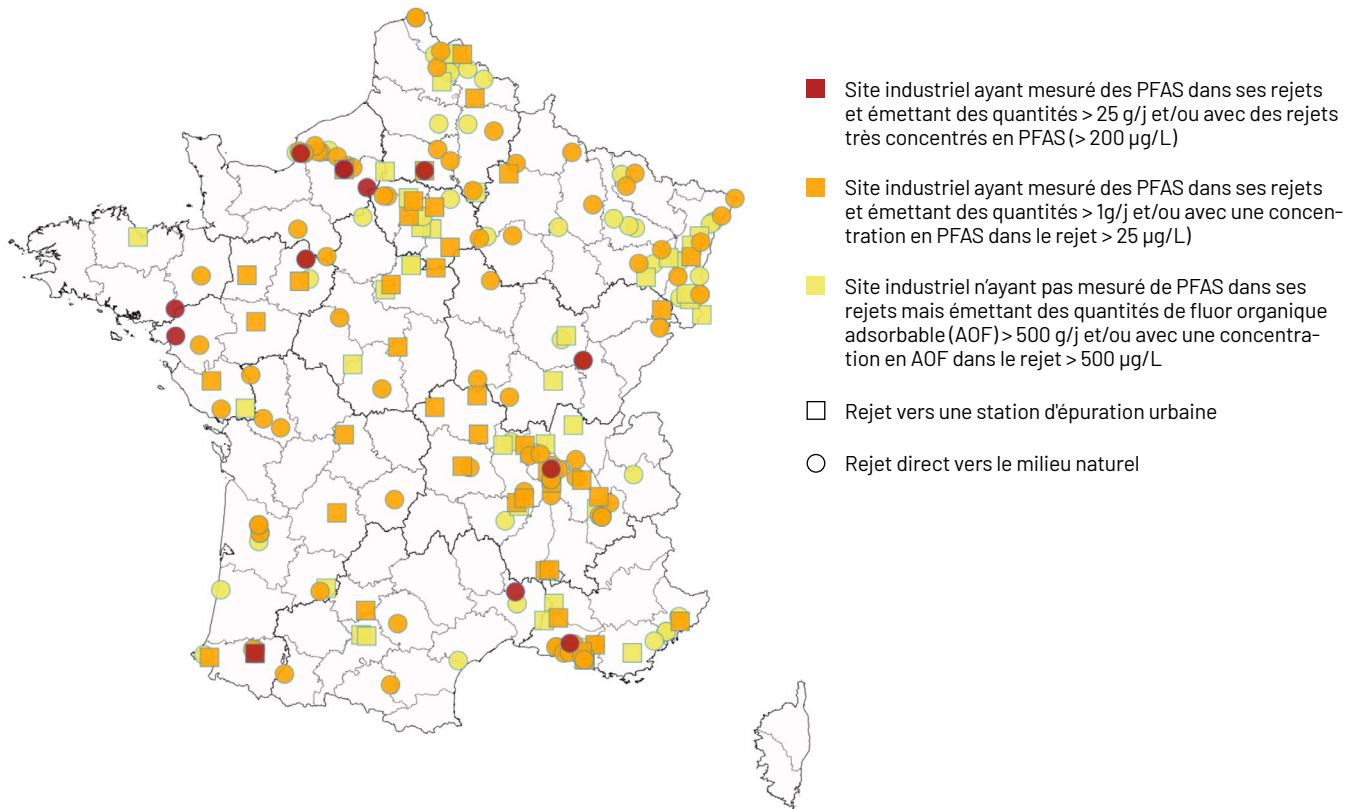 Site industriel ayant mesuré des PFAS dans ses rejets
et émettant des quantités > 25 g/j et/ou avec des rejets
très concentrés en PFAS (> 200 µg/L)
Site industriel ayant mesuré des PFAS dans ses rejets
et émettant des quantités > 1g/j et/ou avec une concen-
tration en PFAS dans le rejet > 25 µg/L)
Site industriel n'ayant pas mesuré de PFAS dans ses
rejets mais émettant des quantités de fluor organique
adsorbable (AOF) > 500 g/j et/ou avec une concentra-
tion en AOF dans le rejet > 500 µg/L
Rejet vers une station d'épuration urbaine
Rejet direct vers le milieu naturel